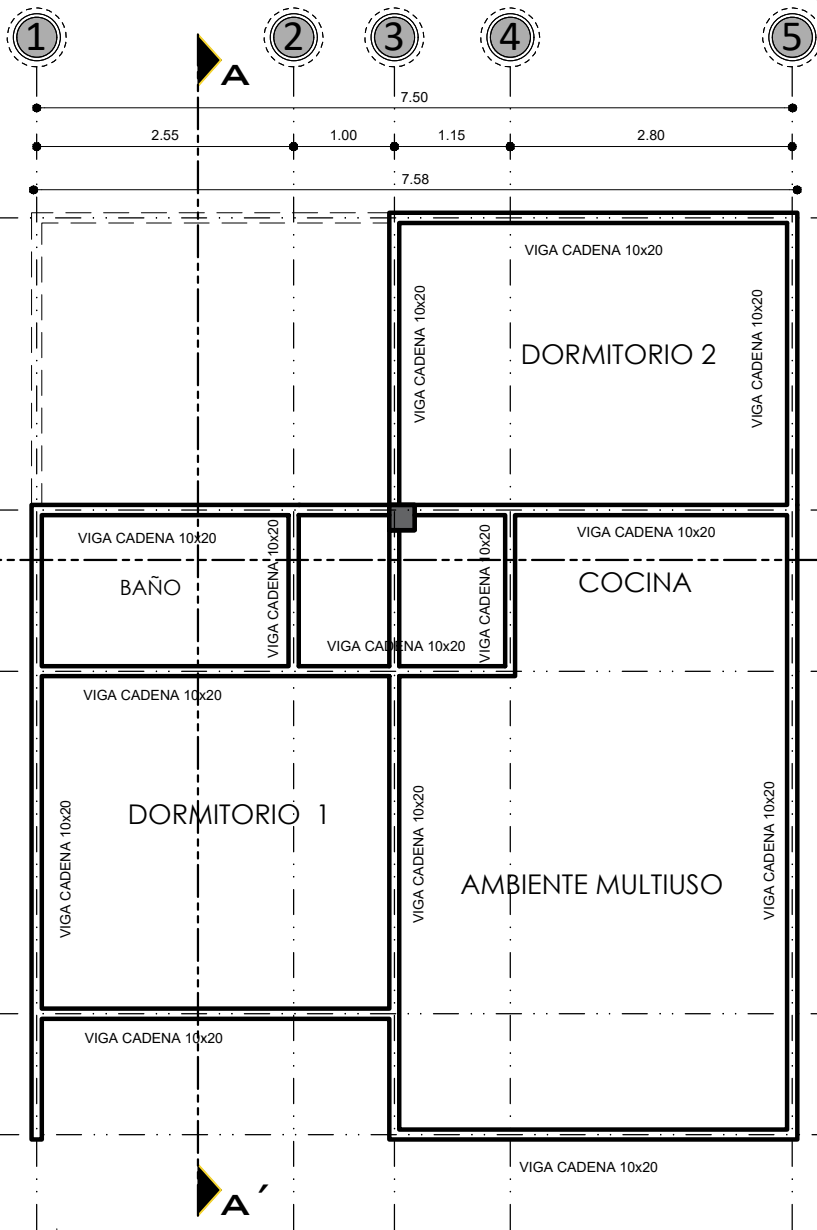 1 2 3 4 5
A
7.50
2.55 1.00 1.15 2.80
7.58
VIGA CADENA 10x20
VIGA CADENA 10x20
VIGA CADENA 10x20
DORMITORIO 2
VIGA CADENA 10x20
VIGA CADENA 10x20
VIGA CADENA 10x20
VIGA CADENA 10x20
BAÑO
COCINA
VIGA CADENA 10x20
VIGA CADENA 10x20
VIGA CADENA 10x20
DORMITORIO 1
VIGA CADENA 10x20
VIGA CADENA 10x20
AMBIENTE MULTIUSO
VIGA CADENA 10x20
VIGA CADENA 10x20
A´